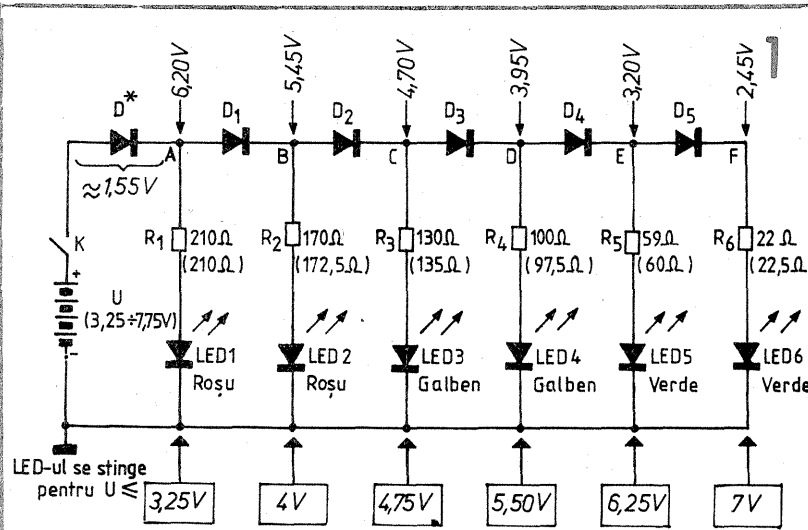 1
6,20V 5,45V 4,70V 3,95V 3,20V 2,45V
D* D1 D2 D3 D4 D5
A B C D E F
≈1,55V
K R1 210Ω R2 170Ω R3 130Ω R4 100Ω R5 59Ω R6 22Ω
(210Ω) (172,5Ω) (135Ω) (97,5Ω) (60Ω) (22,5Ω
+
U
(3,25÷7,75V)
-
LED1 LED2 LED3 LED4 LED5 LED6
Roșu Roșu Galben Galben Verde Verde
LED-ul se stinge
pentru U ≤ 3,25V 4V 4,75V 5,50V 6,25V 7V